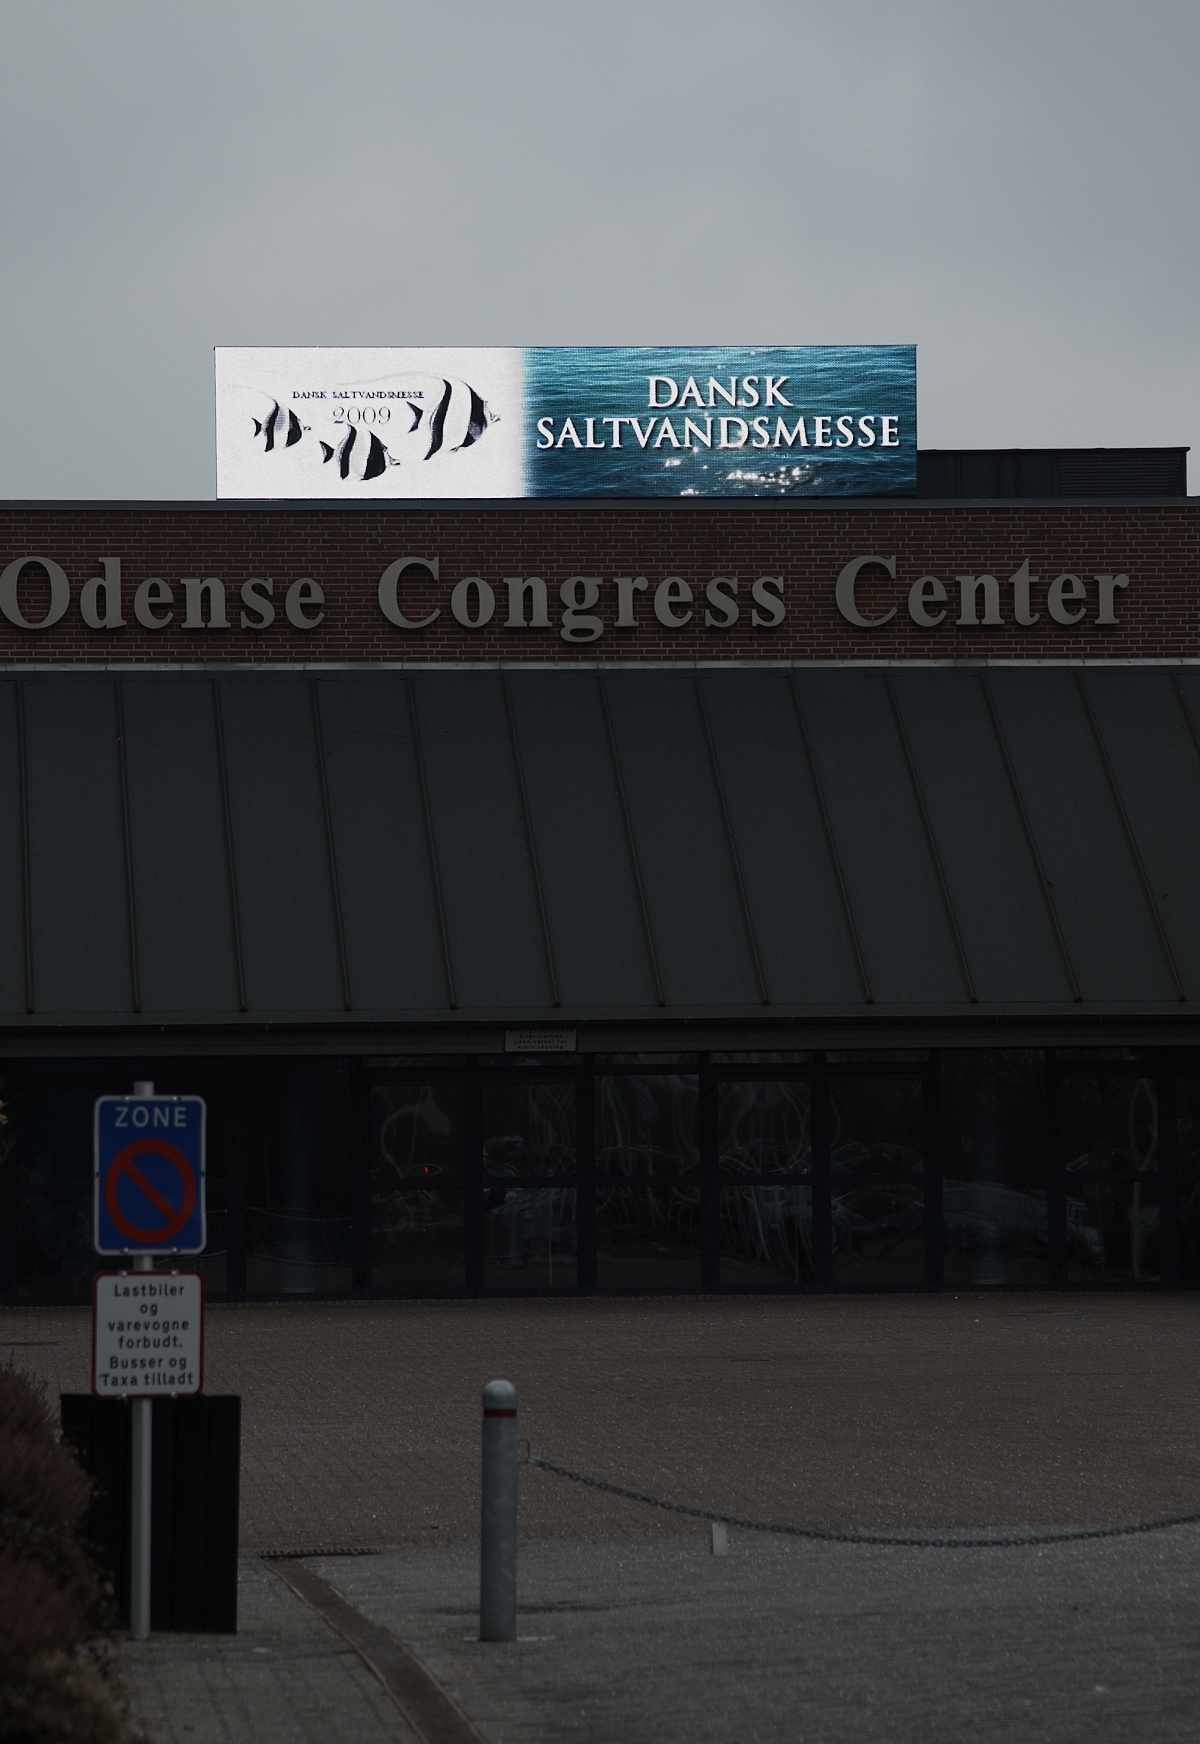 DANSK SALTVANDSMESSE
2009
DANSK
SALTVANDSMESSE
Odense Congress Center
ZONE
Lastbiler
og
varevogne
forbudt.
Busser og
Taxa tilladt